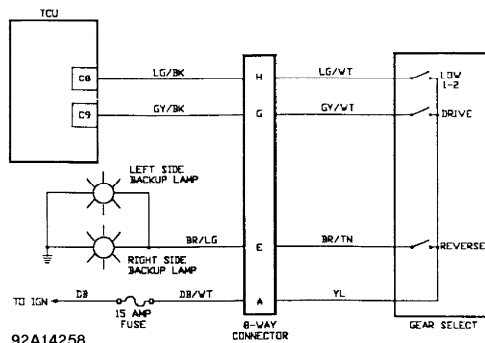 TCU
C8
LG/BK
H
LG/WT
LOW
1-2
C9
GY/BK
G
GY/WT
DRIVE
LEFT SIDE
BACKUP LAMP
BR/LG
E
BR/TN
REVERSE
RIGHT SIDE
BACKUP LAMP
TO IGN
DB
DB/WT
A
YL
15 AMP
FUSE
8-WAY
CONNECTOR
GEAR SELECT
92A14258